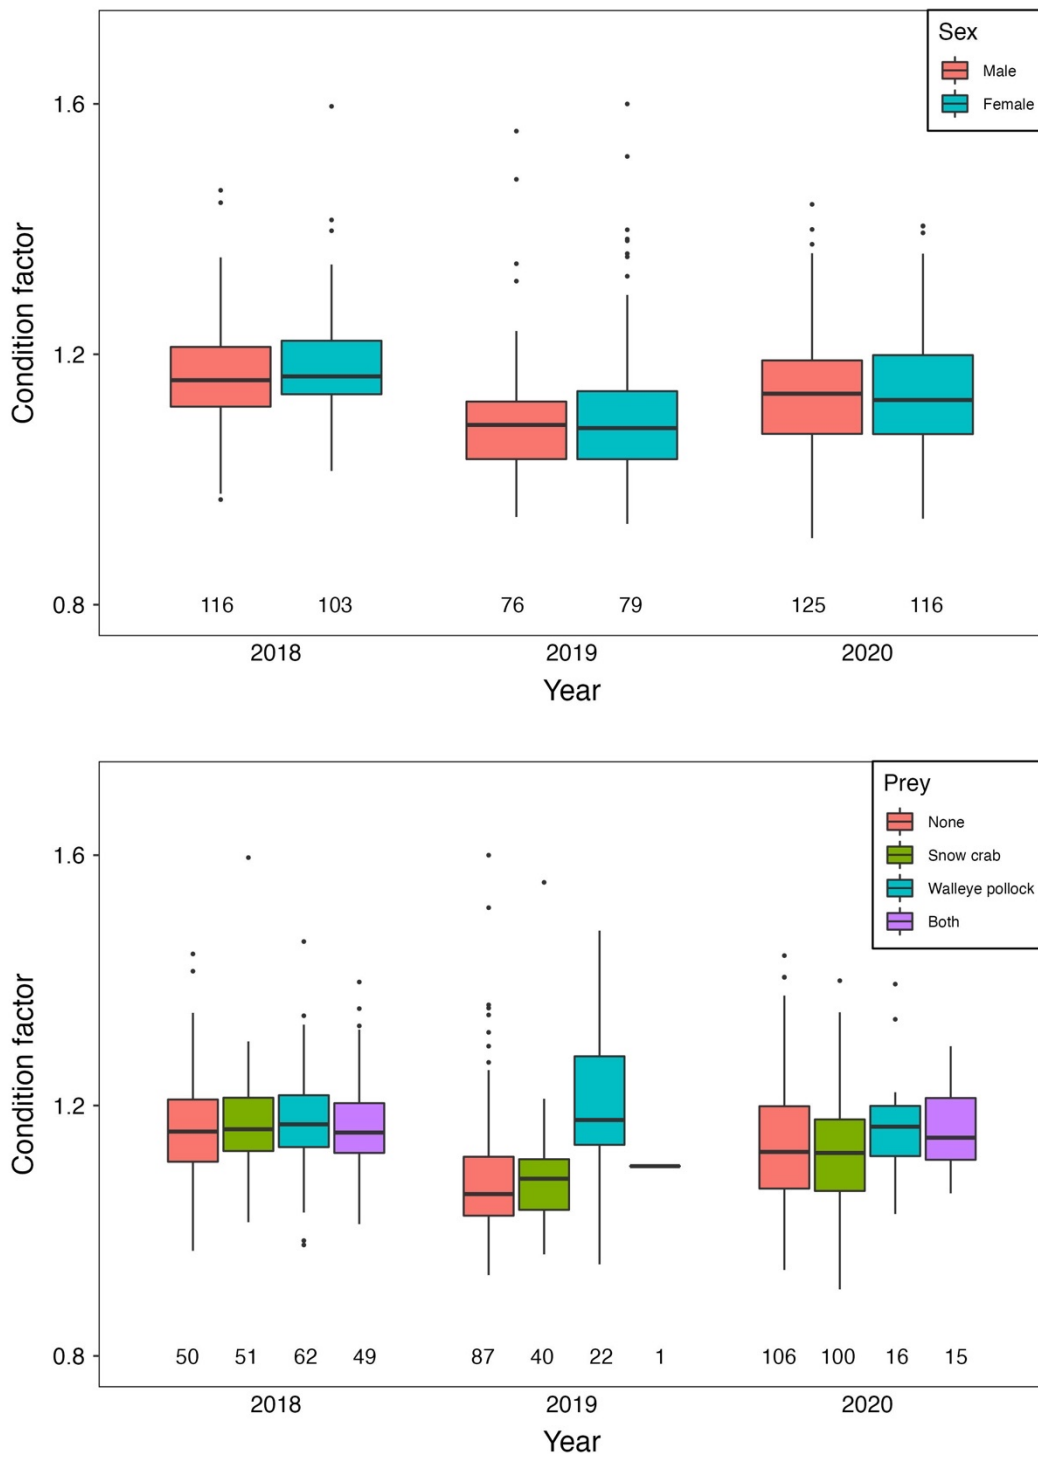 Sex
Male
Female
Condition factor
1.6
1.2
0.8
116 103 76 79 125 116
2018 2019 2020
Year
Prey
None
Snow crab
Walleye pollock
Both
Condition factor
1.6
1.2
0.8
50 51 62 49 87 40 22 1 106 100 16 15
2018 2019 2020
Year